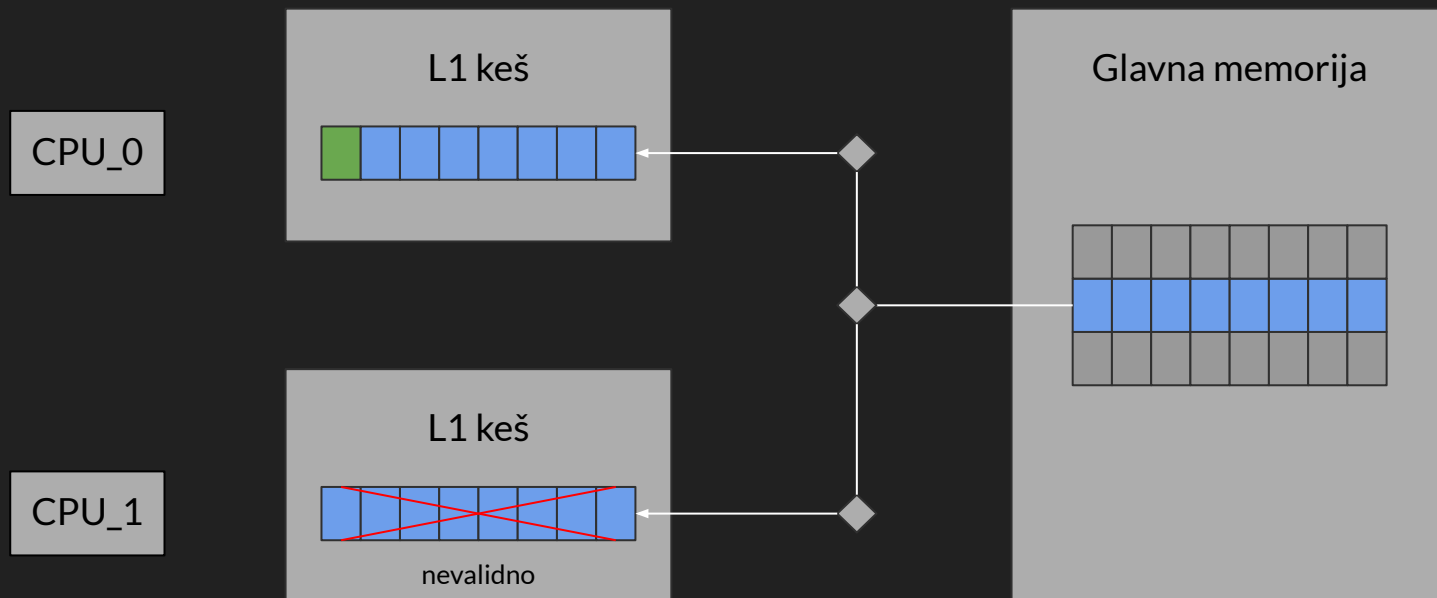 L1 keš
Glavna memorija
CPU_0
L1 keš
CPU_1
nevalidno